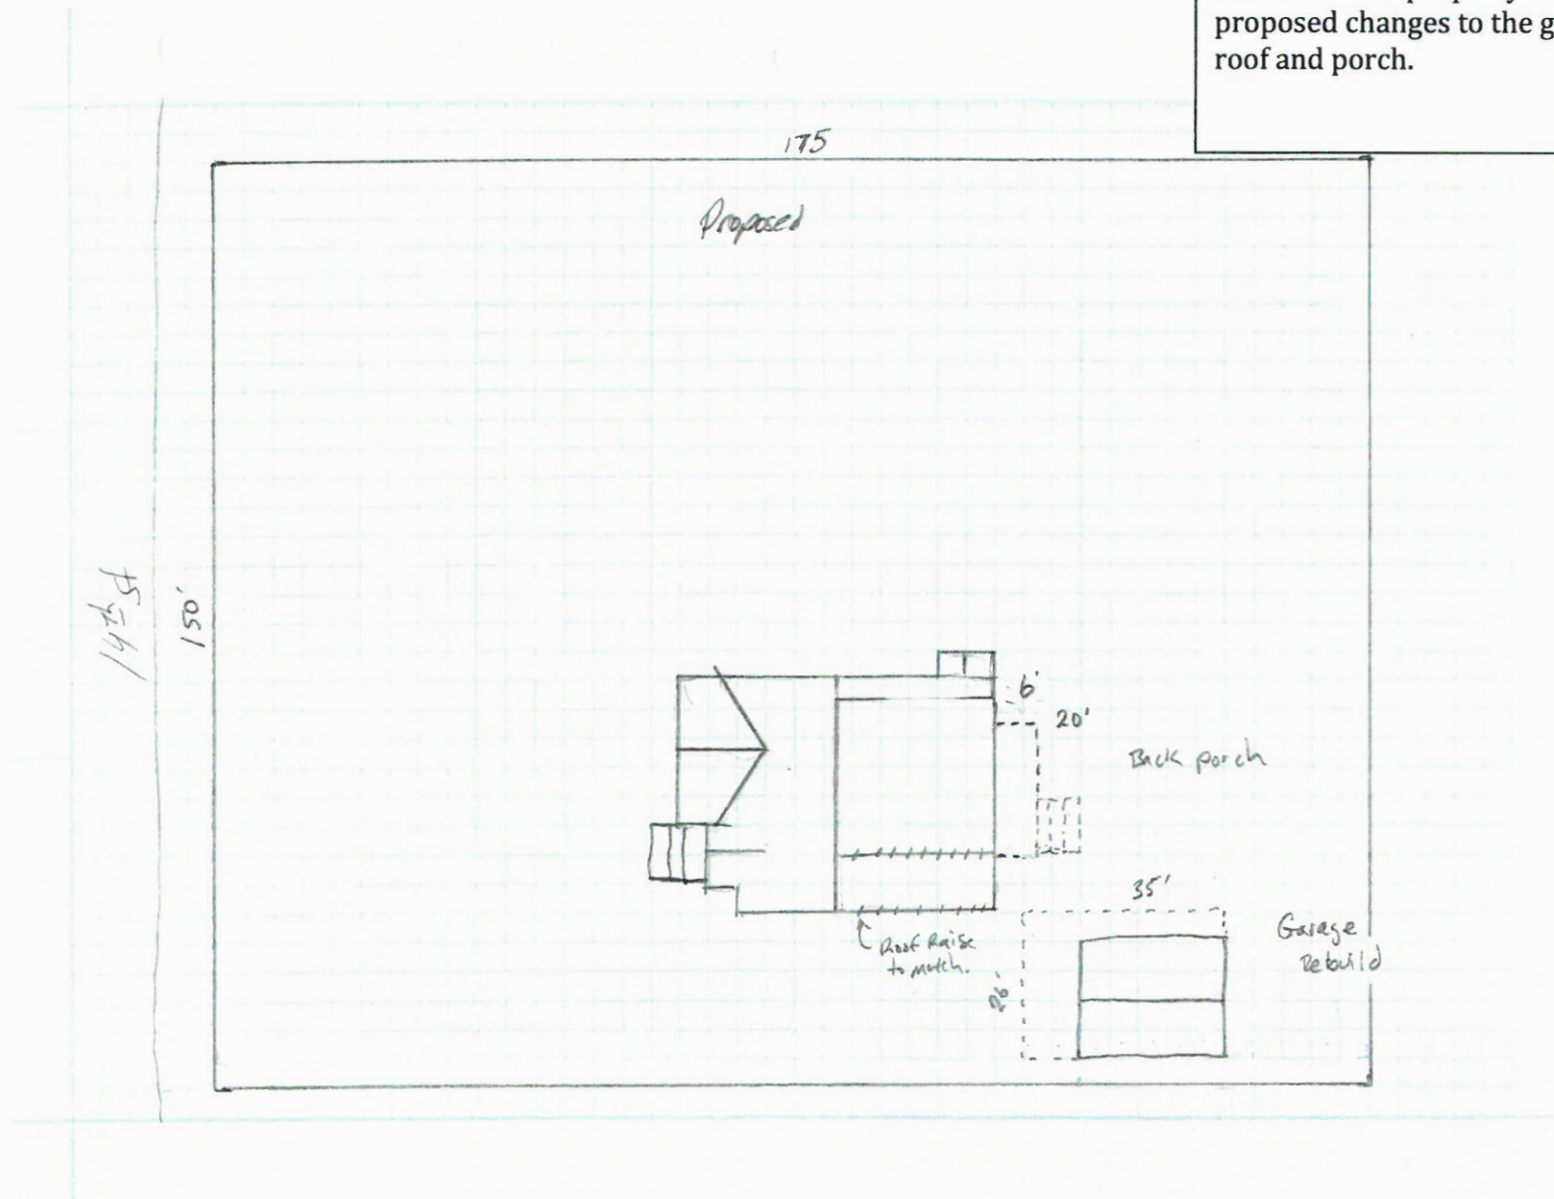 proposed changes to the g
roof and porch.
175
Proposed
14th St
150'
6'
20'
Back porch
35'
Garage
Rebuild
Roof Raise
to match.